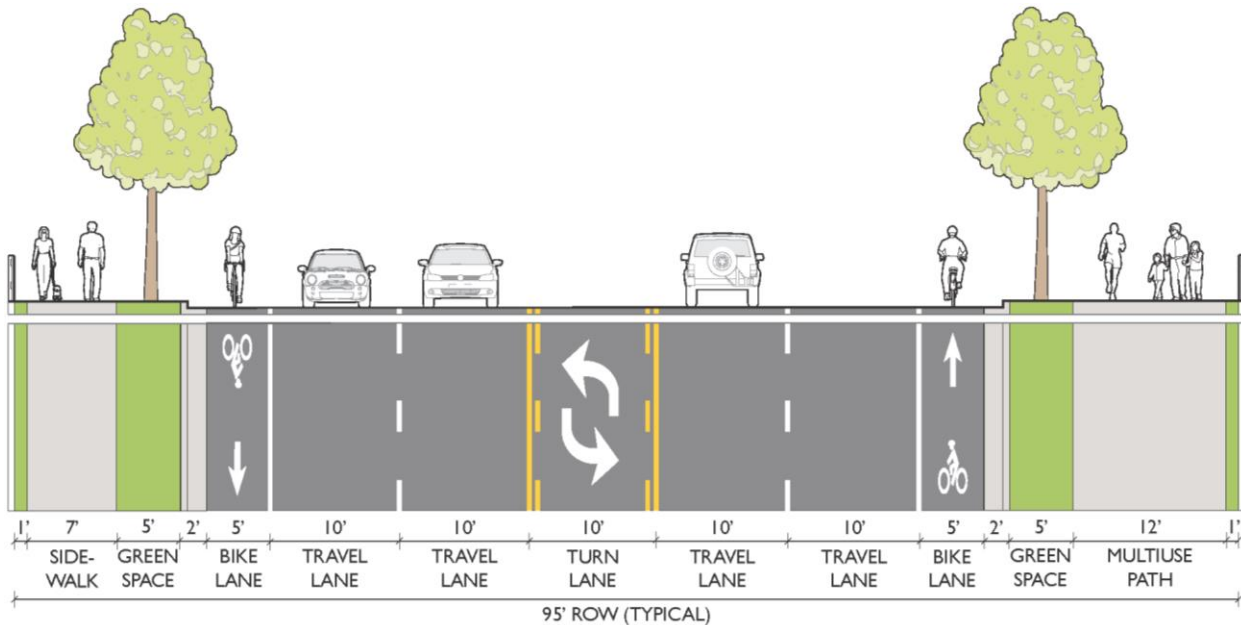 1' 7' 5' 2' 5' 10' 10' 10' 10' 10' 5' 2' 5' 12' 1'
SIDE- GREEN BIKE TRAVEL TRAVEL TURN TRAVEL TRAVEL BIKE GREEN MULTIUSE
WALK SPACE LANE LANE LANE LANE LANE LANE LANE SPACE PATH
95' ROW (TYPICAL)